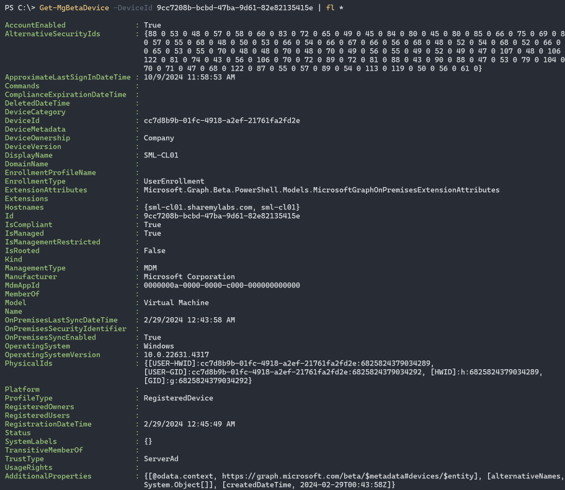 PS C:\> Get-MgBetaDevice -DeviceId 9cc7208b-bcbd-47ba-9d61-82e82135415e | fl *
AccountEnabled : True
AlternativeSecurityIds : {88 0 53 0 48 0 57 0 58 0 60 0 83 0 72 0 65 0 49 0 45 0 84 0 80 0 45 0 80 0 85 0 66 0 75 0 69 0 8
0 57 0 55 0 68 0 48 0 50 0 53 0 66 0 54 0 66 0 67 0 66 0 56 0 68 0 48 0 52 0 54 0 68 0 52 0 66 0
0 65 0 53 0 55 0 70 0 48 0 48 0 70 0 48 0 70 0 49 0 56 0 55 0 49 0 52 0 49 0 47 0 107 0 48 0 106
122 0 81 0 74 0 43 0 56 0 106 0 70 0 72 0 89 0 72 0 81 0 88 0 43 0 90 0 88 0 47 0 53 0 79 0 104 0
70 0 71 0 47 0 68 0 122 0 87 0 55 0 57 0 89 0 54 0 113 0 119 0 50 0 56 0 61 0}
ApproximateLastSignInDateTime : 10/9/2024 11:58:53 AM
Commands :
ComplianceExpirationDateTime :
DeletedDateTime :
DeviceCategory :
DeviceId : cc7d8b9b-01fc-4918-a2ef-21761fa2fd2e
DeviceMetadata :
DeviceOwnership : Company
DeviceVersion :
DisplayName : SML-CL01
DomainName :
EnrollmentProfileName :
EnrollmentType : UserEnrollment
ExtensionAttributes : Microsoft.Graph.Beta.PowerShell.Models.MicrosoftGraphOnPremisesExtensionAttributes
Extensions :
Hostnames : {sml-cl01.sharemylabs.com, sml-cl01}
Id : 9cc7208b-bcbd-47ba-9d61-82e82135415e
IsCompliant : True
IsManaged : True
IsManagementRestricted :
IsRooted : False
Kind :
ManagementType : MDM
Manufacturer : Microsoft Corporation
MdmAppId : 0000000a-0000-0000-c000-000000000000
MemberOf :
Model : Virtual Machine
Name :
OnPremisesLastSyncDateTime : 2/29/2024 12:43:58 AM
OnPremisesSecurityIdentifier :
OnPremisesSyncEnabled : True
OperatingSystem : Windows
OperatingSystemVersion : 10.0.22631.4317
PhysicalIds : {[USER-HWID]:cc7d8b9b-01fc-4918-a2ef-21761fa2fd2e:6825824379034289,
[USER-GID]:cc7d8b9b-01fc-4918-a2ef-21761fa2fd2e:6825824379034292, [HWID]:h:6825824379034289,
[GID]:g:6825824379034292}
Platform :
ProfileType : RegisteredDevice
RegisteredOwners :
RegisteredUsers :
RegistrationDateTime : 2/29/2024 12:45:49 AM
Status :
SystemLabels : {}
TransitiveMemberOf :
TrustType : ServerAd
UsageRights :
AdditionalProperties : {[@odata.context, https://graph.microsoft.com/beta/$metadata#devices/$entity], [alternativeNames,
System.Object[]], [createdDateTime, 2024-02-29T00:43:58Z]}